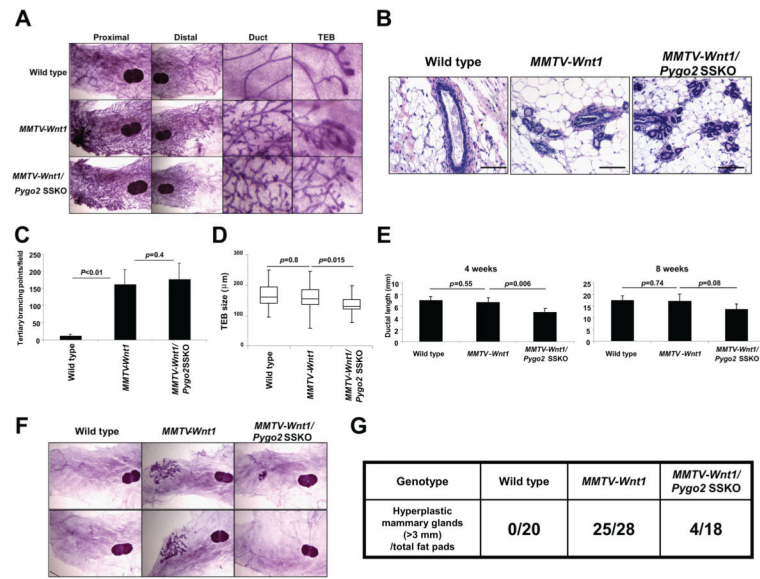 A
Proximal Distal Duct TEB
Wild type
MMTV-Wnt1
MMTV-Wnt1/
Pygo2 SSKO
B
Wild type MMTV-Wnt1 MMTV-Wnt1/
Pygo2 SSKO
C
Tertiary brancing points/field
250
200
150
100
50
0
P<0.01
p=0.4
Wild type
MMTV-Wnt1
MMTV-Wnt1/
Pygo2SSKO
D
TEB size (μm)
300
200
100
0
p=0.8 p=0.015
Wild type
MMTV-Wnt1
MMTV-Wnt1/
Pygo2 SSKO
E
4 weeks
Ductal length (mm)
10
8
6
4
2
0
p=0.55 p=0.006
Wild type MMTV-Wnt1 MMTV-Wnt1/
Pygo2 SSKO
8 weeks
25
20
15
10
5
0
p=0.74 p=0.08
Wild type MMTV-Wnt1 MMTV-Wnt1/
Pygo2 SSKO
F
Wild type MMTV-Wnt1 MMTV-Wnt1/
Pygo2 SSKO
G
Genotype Wild type MMTV-Wnt1 MMTV-Wnt1/
Pygo2 SSKO
Hyperplastic
mammary glands
(>3 mm)
/total fat pads
0/20 25/28 4/18